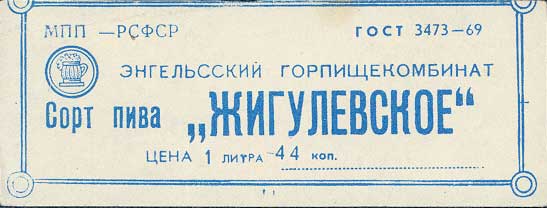 МПП —РСФСР ГОСТ 3473—69
ЭНГЕЛЬССКИЙ ГОРПИЩЕКОМБИНАТ
Сорт пива „ЖИГУЛЕВСКОЕ“
ЦЕНА 1 ЛИТРА 44 коп.